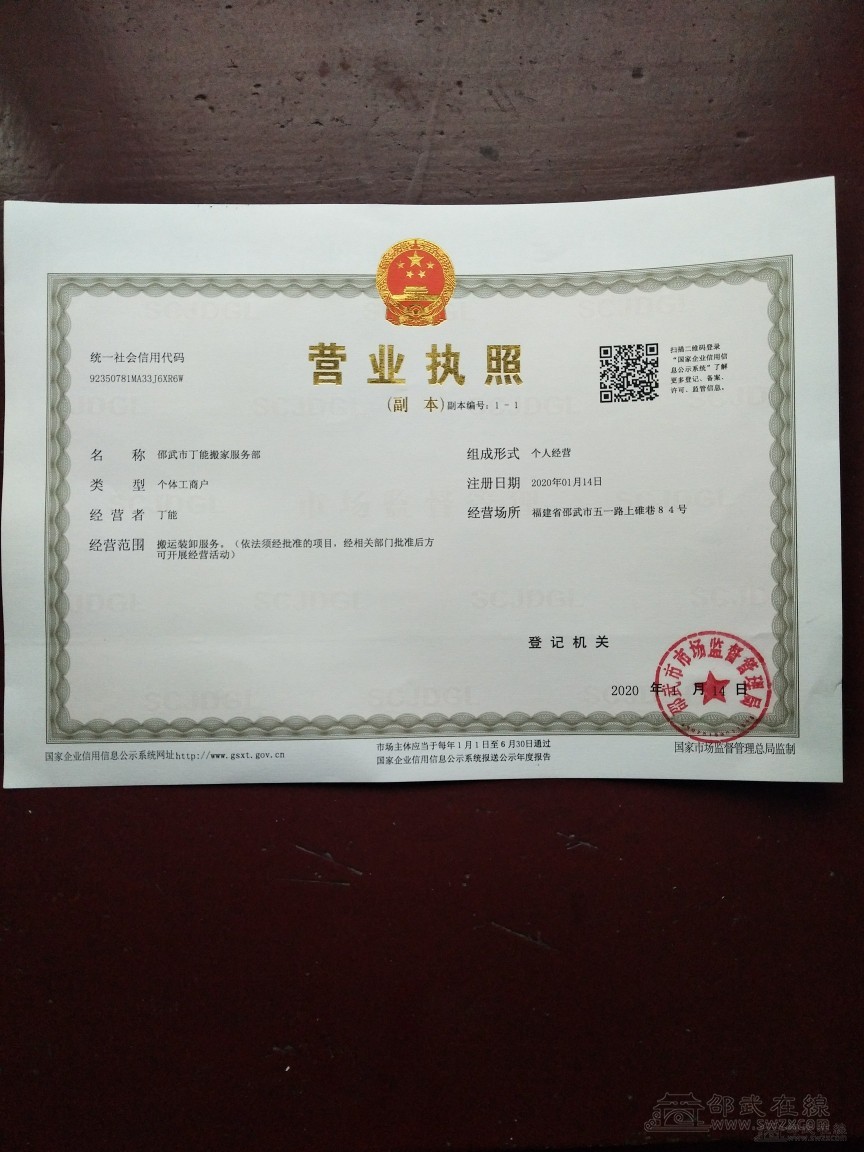 统一社会信用代码
92350781MA33J6XR6W
营业执照
(副 本) 副本编号：1－1
扫描二维码登录
“国家企业信用信
息公示系统”了解
更多登记、备案、
许可、监管信息。
名 称 邵武市丁能搬家服务部
类 型 个体工商户
经 营 者 丁能
经营范围 搬运装卸服务。（依法须经批准的项目，经相关部门批准后方
可开展经营活动）
组成形式 个人经营
注册日期 2020年01月14日
经营场所 福建省邵武市五一路上碓巷８４号
登 记 机 关
邵武市市场监督管理局
2020 年 1 月 14 日
国家企业信用信息公示系统网址http://www.gsxt.gov.cn
市场主体应当于每年1月1日至6月30日通过
国家企业信用信息公示系统报送公示年度报告
国家市场监督管理总局监制
SCJDGL
邵武在線
www.swzx.com